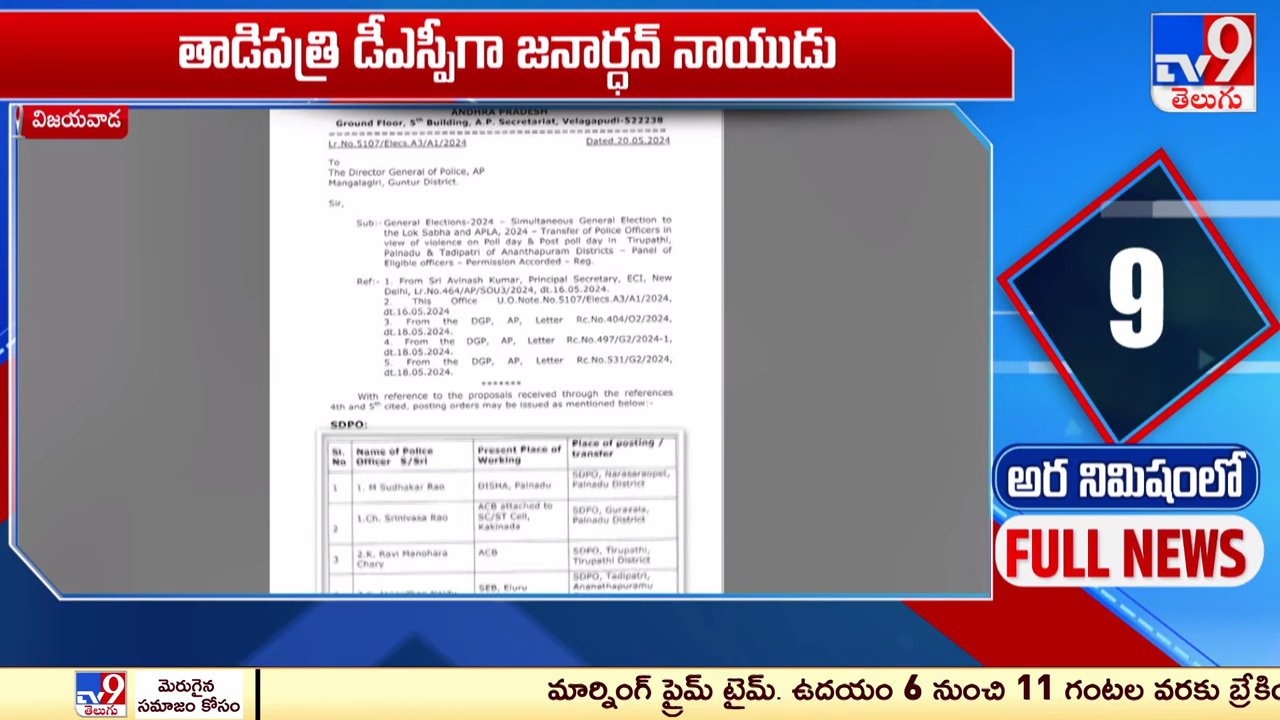 తాడిపత్రి డీఎస్పీగా జనార్ధన్ నాయుడు
TV9
తెలుగు
విజయవాడ
ANDHRA PRADESH
Ground Floor, 5th Building, A.P. Secretariat, Velagapudi-522238
Lr.No.5107/Elecs.A3/A1/2024 Dated.20.05.2024
To
The Director General of Police, AP
Mangalagiri, Guntur District.
Sir,
Sub:- General Elections-2024 – Simultaneous General Election to
the Lok Sabha and APLA, 2024 – Transfer of Police Officers in
view of violence on Poll day & Post poll day in Tirupathi,
Palnadu & Tadipatri of Ananthapuram Districts – Panel of
Eligible officers – Permission Accorded – Reg.
Ref:- 1. From Sri Avinash Kumar, Principal Secretary, ECI, New
Delhi, Lr.No.464/AP/SOU3/2024, dt.16.05.2024.
2. This Office U.O.Note.No.5107/Elecs.A3/A1/2024,
dt.16.05.2024
3. From the DGP, AP, Letter Rc.No.404/O2/2024,
dt.18.05.2024.
4. From the DGP, AP, Letter Rc.No.497/G2/2024-1,
dt.18.05.2024.
5. From the DGP, AP, Letter Rc.No.531/G2/2024,
dt.18.05.2024.
*******
With reference to the proposals received through the references
4th and 5th cited, posting orders may be issued as mentioned below:-
SDPO:
Sl. No Name of Police Officer S/Sri Present Place of Working Place of posting / transfer
1 1. M Sudhakar Rao DISHA, Palnadu SDPO, Narasaraopet, Palnadu District
2 1.Ch. Srinivasa Rao ACB attached to SC/ST Cell, Kakinada SDPO, Gurazala, Palnadu District
3 2.K. Ravi Manohara Chary ACB SDPO, Tirupathi, Tirupathi District
SEB, Eluru SDPO, Tadipatri, Ananathapuramu
9
అర నిమిషంలో
FULL NEWS
TV9
తెలుగు
మెరుగైన
సమాజం కోసం
మార్నింగ్ ప్రైమ్ టైమ్. ఉదయం 6 నుంచి 11 గంటల వరకు బ్రేకిం